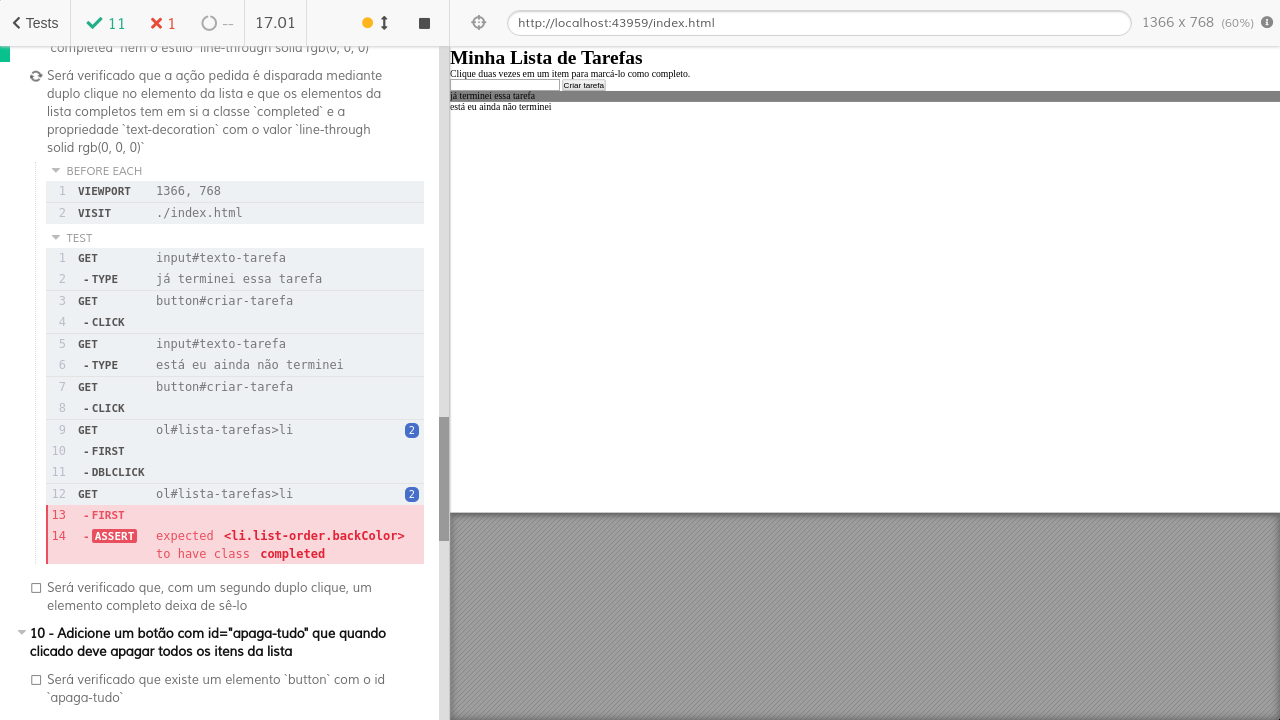 Tests
11
1
--
17.01
http://localhost:43959/index.html
1366 x 768 (60%)
`completed` nem o estilo `line-through solid rgb(0, 0, 0)`
Será verificado que a ação pedida é disparada mediante
duplo clique no elemento da lista e que os elementos da
lista completos tem em si a classe `completed` e a
propriedade `text-decoration` com o valor `line-through
solid rgb(0, 0, 0)`
BEFORE EACH
1 VIEWPORT 1366, 768
2 VISIT ./index.html
TEST
1 GET input#texto-tarefa
2 -TYPE já terminei essa tarefa
3 GET button#criar-tarefa
4 -CLICK
5 GET input#texto-tarefa
6 -TYPE está eu ainda não terminei
7 GET button#criar-tarefa
8 -CLICK
9 GET ol#lista-tarefas>li 2
10 -FIRST
11 -DBLCLICK
12 GET ol#lista-tarefas>li 2
13 -FIRST
14 -ASSERT expected <li.list-order.backColor>
to have class completed
Será verificado que, com um segundo duplo clique, um
elemento completo deixa de sê-lo
10 - Adicione um botão com id="apaga-tudo" que quando
clicado deve apagar todos os itens da lista
Será verificado que existe um elemento `button` com o id
`apaga-tudo`
Minha Lista de Tarefas
Clique duas vezes em um item para marcá-lo como completo.
Criar tarefa
já terminei essa tarefa
está eu ainda não terminei